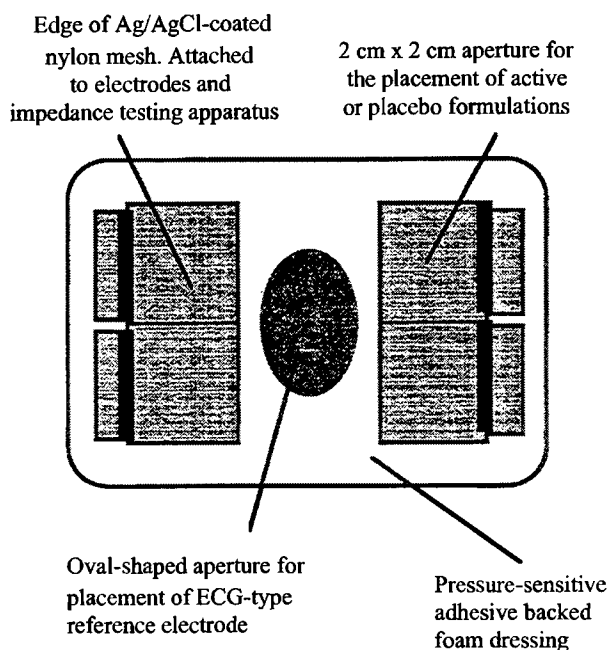 Edge of Ag/AgCl-coated
nylon mesh. Attached
to electrodes and
impedance testing apparatus
2 cm x 2 cm aperture for
the placement of active
or placebo formulations
Oval-shaped aperture for
placement of ECG-type
reference electrode
Pressure-sensitive
adhesive backed
foam dressing